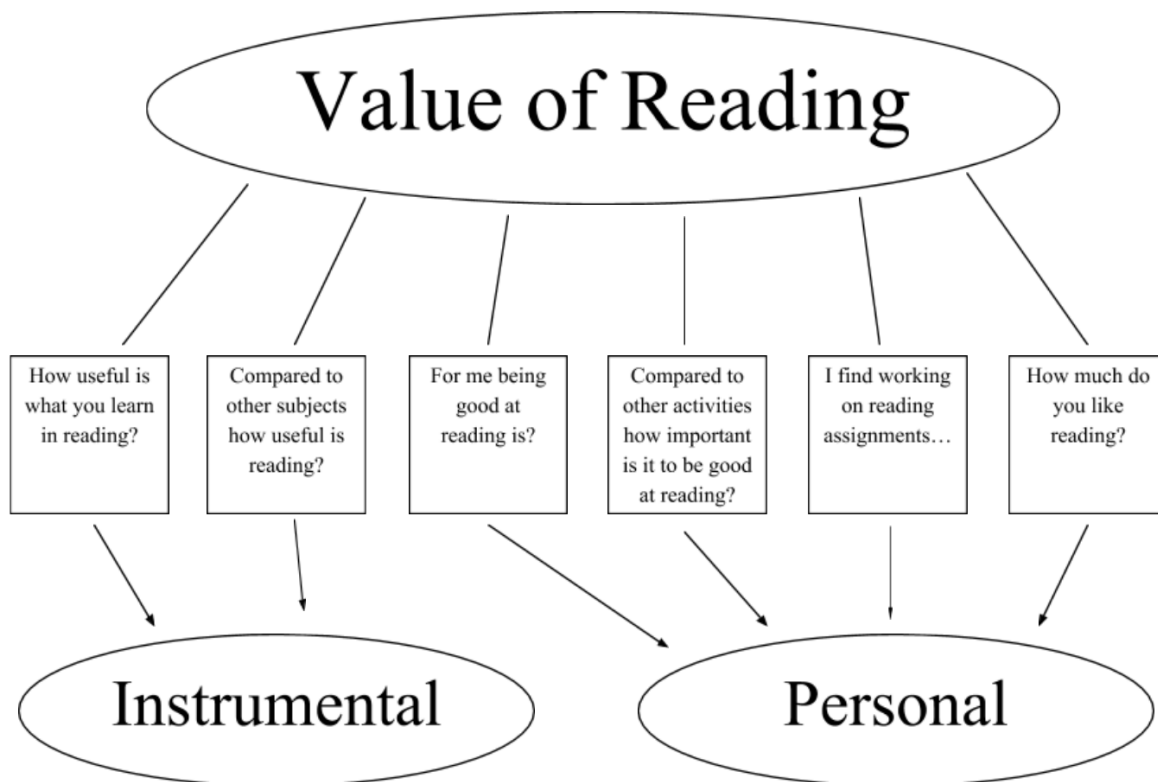 Value of Reading
How useful is
what you learn
in reading?
Compared to
other subjects
how useful is
reading?
For me being
good at
reading is?
Compared to
other activities
how important
is it to be good
at reading?
I find working
on reading
assignments…
How much do
you like
reading?
Instrumental
Personal